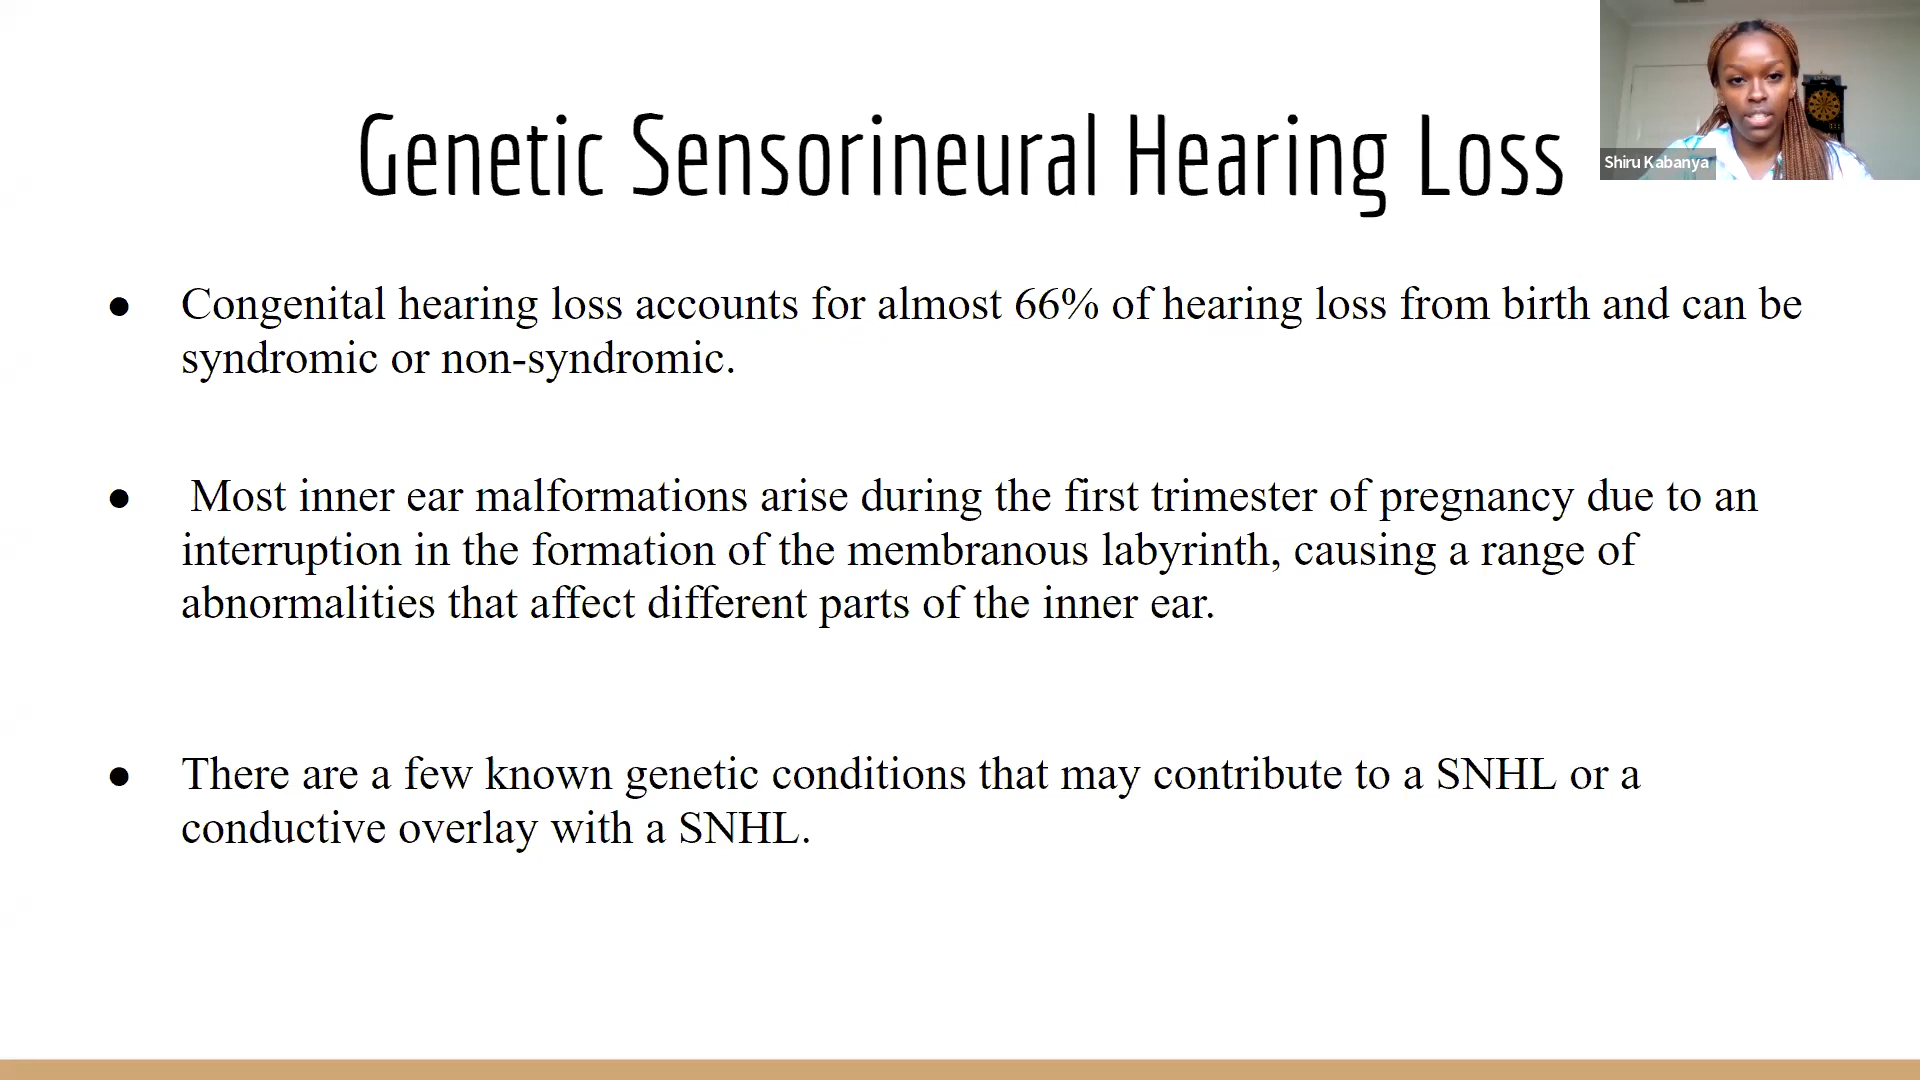 Genetic Sensorineural Hearing Loss
Shiru Kabanya
● Congenital hearing loss accounts for almost 66% of hearing loss from birth and can be
syndromic or non-syndromic.
● Most inner ear malformations arise during the first trimester of pregnancy due to an
interruption in the formation of the membranous labyrinth, causing a range of
abnormalities that affect different parts of the inner ear.
● There are a few known genetic conditions that may contribute to a SNHL or a
conductive overlay with a SNHL.